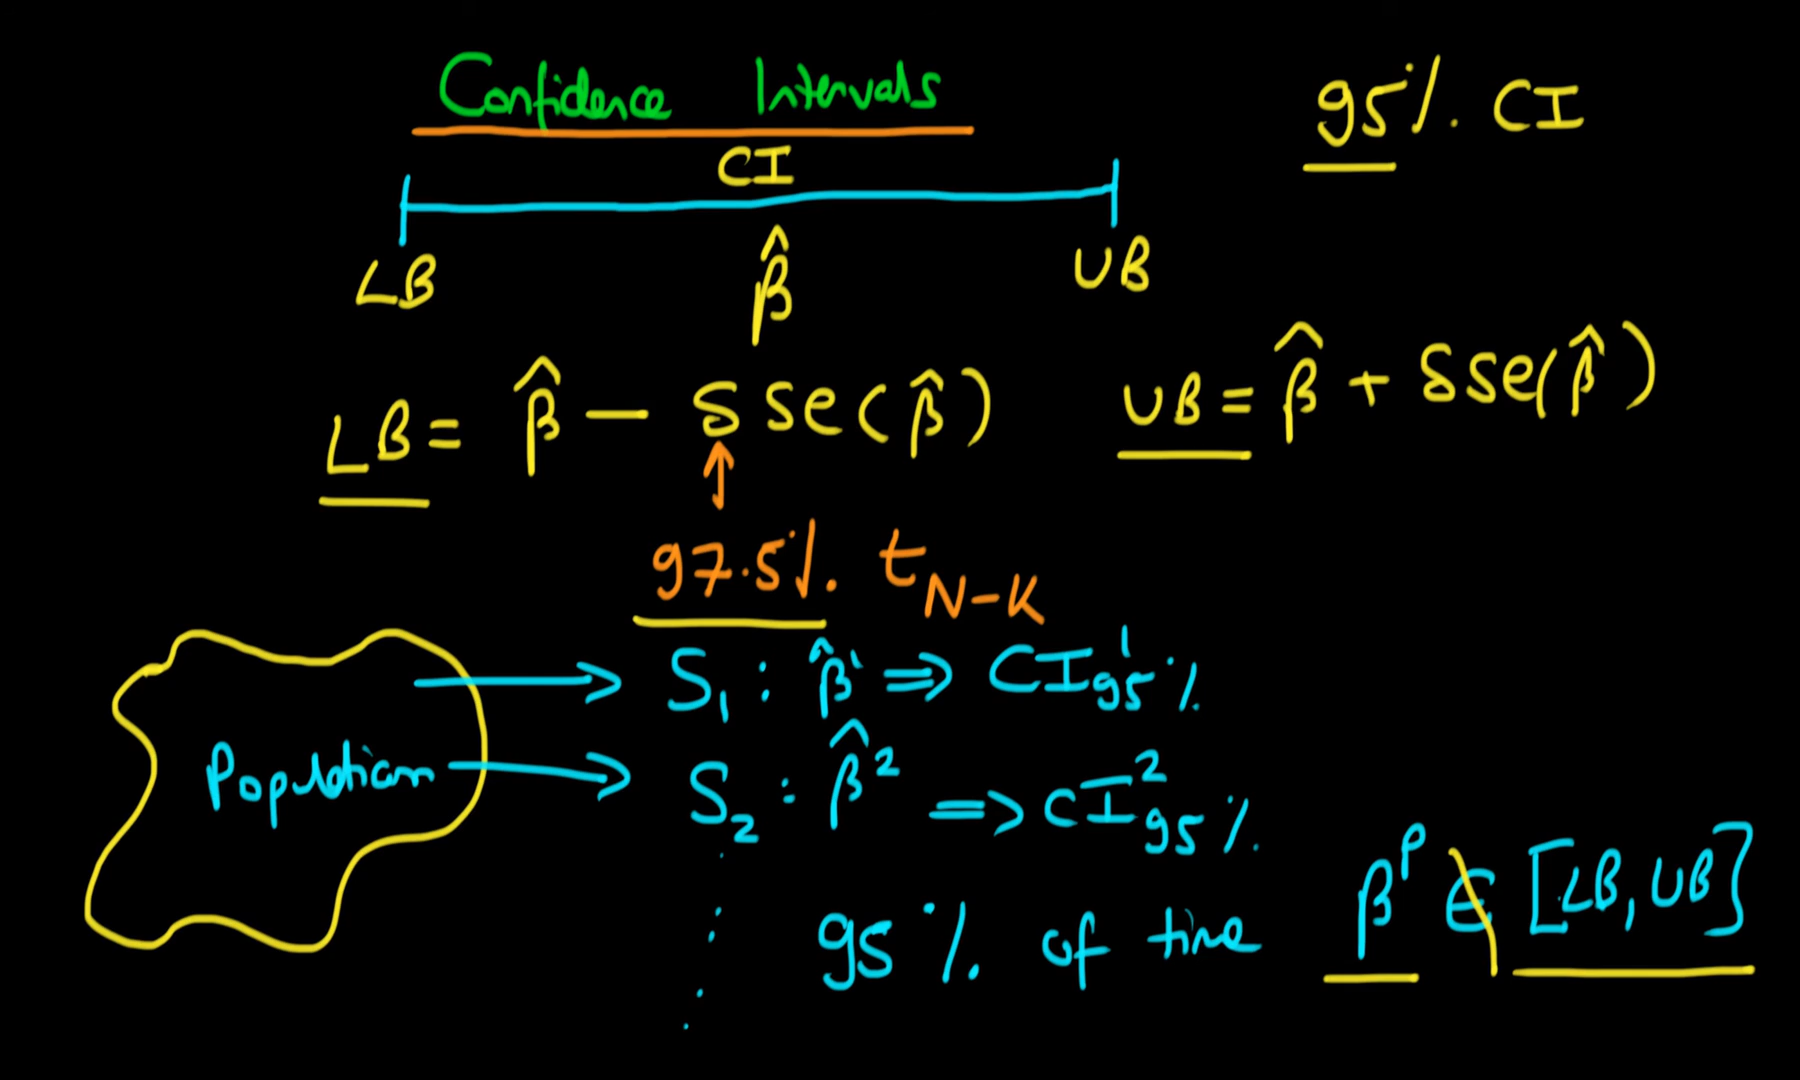 Confidence Intervals
95% CI
CI
LB β̂ UB
LB = β̂ − δ se(β̂)
UB = β̂ + δ se(β̂)
97.5% t_{N-K}
S₁ : β̂¹ ⇒ CI¹95%
Population
S₂ : β̂² ⇒ CI²95%
95% of time
βᵖ ∉ [LB, UB]